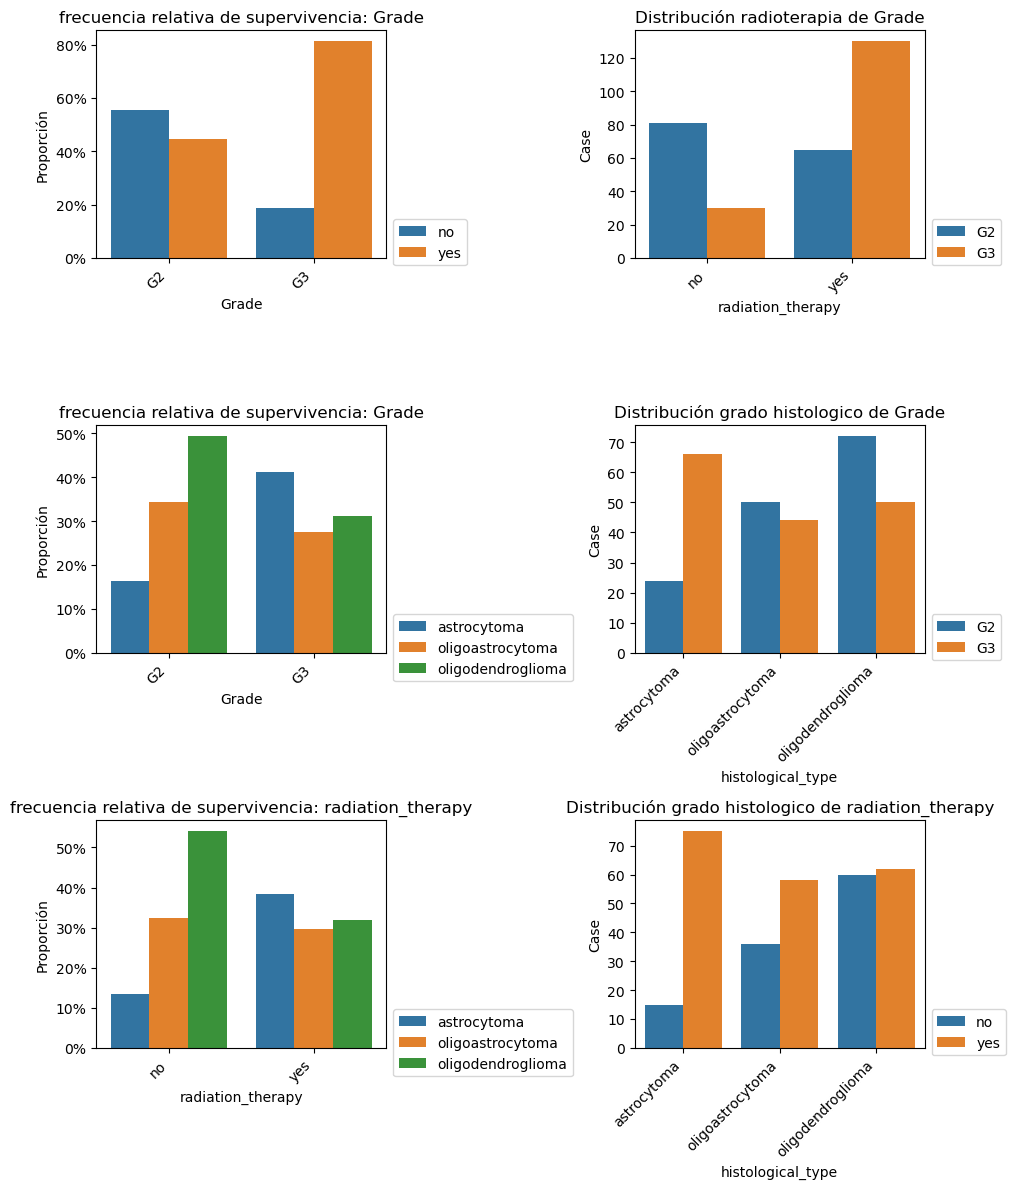 frecuencia relativa de supervivencia: Grade
80%
60%
40%
20%
0%
Proporción
G2
G3
Grade
no
yes
Distribución radioterapia de Grade
120
100
80
60
40
20
0
Case
no
yes
radiation_therapy
G2
G3
frecuencia relativa de supervivencia: Grade
50%
40%
30%
20%
10%
0%
Proporción
G2
G3
Grade
astrocytoma
oligoastrocytoma
oligodendroglioma
Distribución grado histologico de Grade
70
60
50
40
30
20
10
0
Case
astrocytoma
oligoastrocytoma
oligodendroglioma
histological_type
G2
G3
frecuencia relativa de supervivencia: radiation_therapy
50%
40%
30%
20%
10%
0%
Proporción
no
yes
radiation_therapy
astrocytoma
oligoastrocytoma
oligodendroglioma
Distribución grado histologico de radiation_therapy
70
60
50
40
30
20
10
0
Case
astrocytoma
oligoastrocytoma
oligodendroglioma
histological_type
no
yes